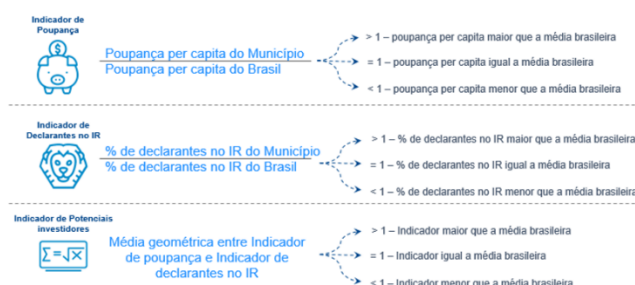 Indicador de
Poupança
Poupança per capita do Município
Poupança per capita do Brasil
> 1 – poupança per capita maior que a média brasileira
= 1 – poupança per capita igual a média brasileira
< 1 – poupança per capita menor que a média brasileira
Indicador de
Declarantes no IR
% de declarantes no IR do Município
% de declarantes no IR do Brasil
> 1 – % de declarantes no IR maior que a média brasileira
= 1 – % de declarantes no IR igual a média brasileira
< 1 – % de declarantes no IR menor que a média brasileira
Indicador de Potenciais
investidores
Σ=√x
Média geométrica entre Indicador
de poupança e Indicador de
declarantes no IR
> 1 – Indicador maior que a média brasileira
= 1 – Indicador igual a média brasileira
< 1 – Indicador menor que a média brasileira